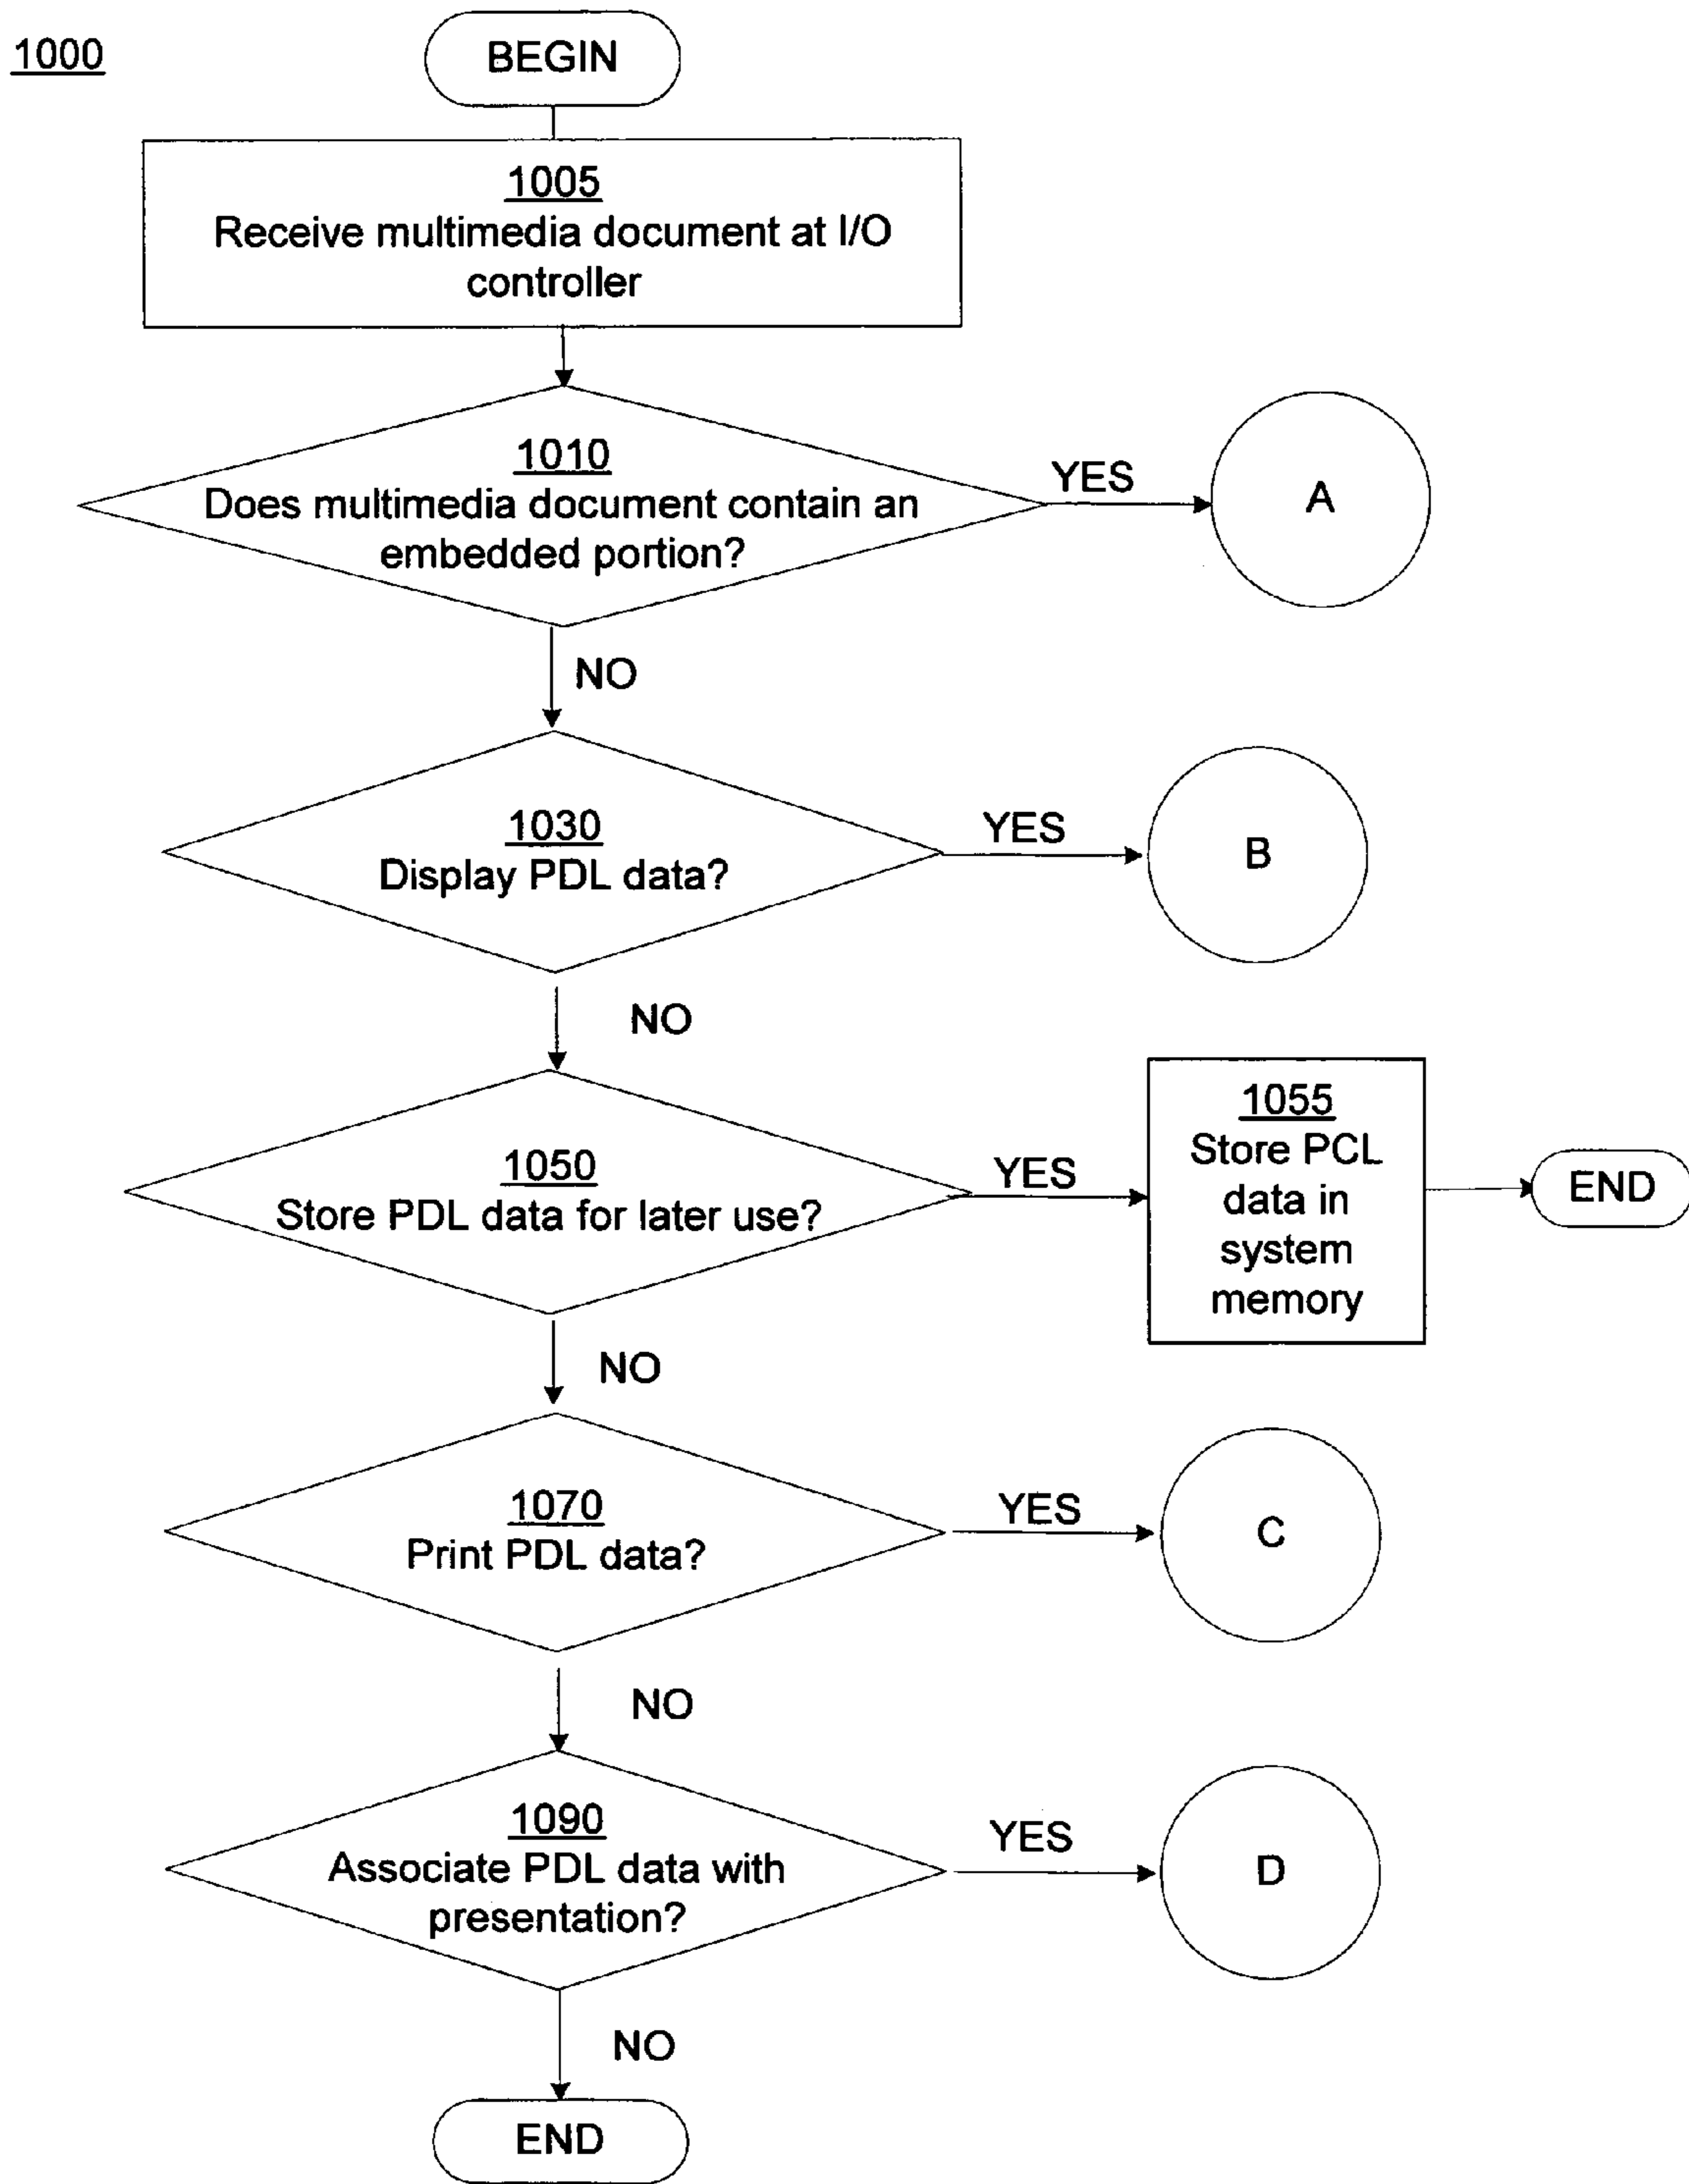 1000
BEGIN
1005
Receive multimedia document at I/O
controller
1010
Does multimedia document contain an
embedded portion?
YES
A
NO
1030
Display PDL data?
YES
B
NO
1050
Store PDL data for later use?
YES
1055
Store PCL
data in
system
memory
END
NO
1070
Print PDL data?
YES
C
NO
1090
Associate PDL data with
presentation?
YES
D
NO
END